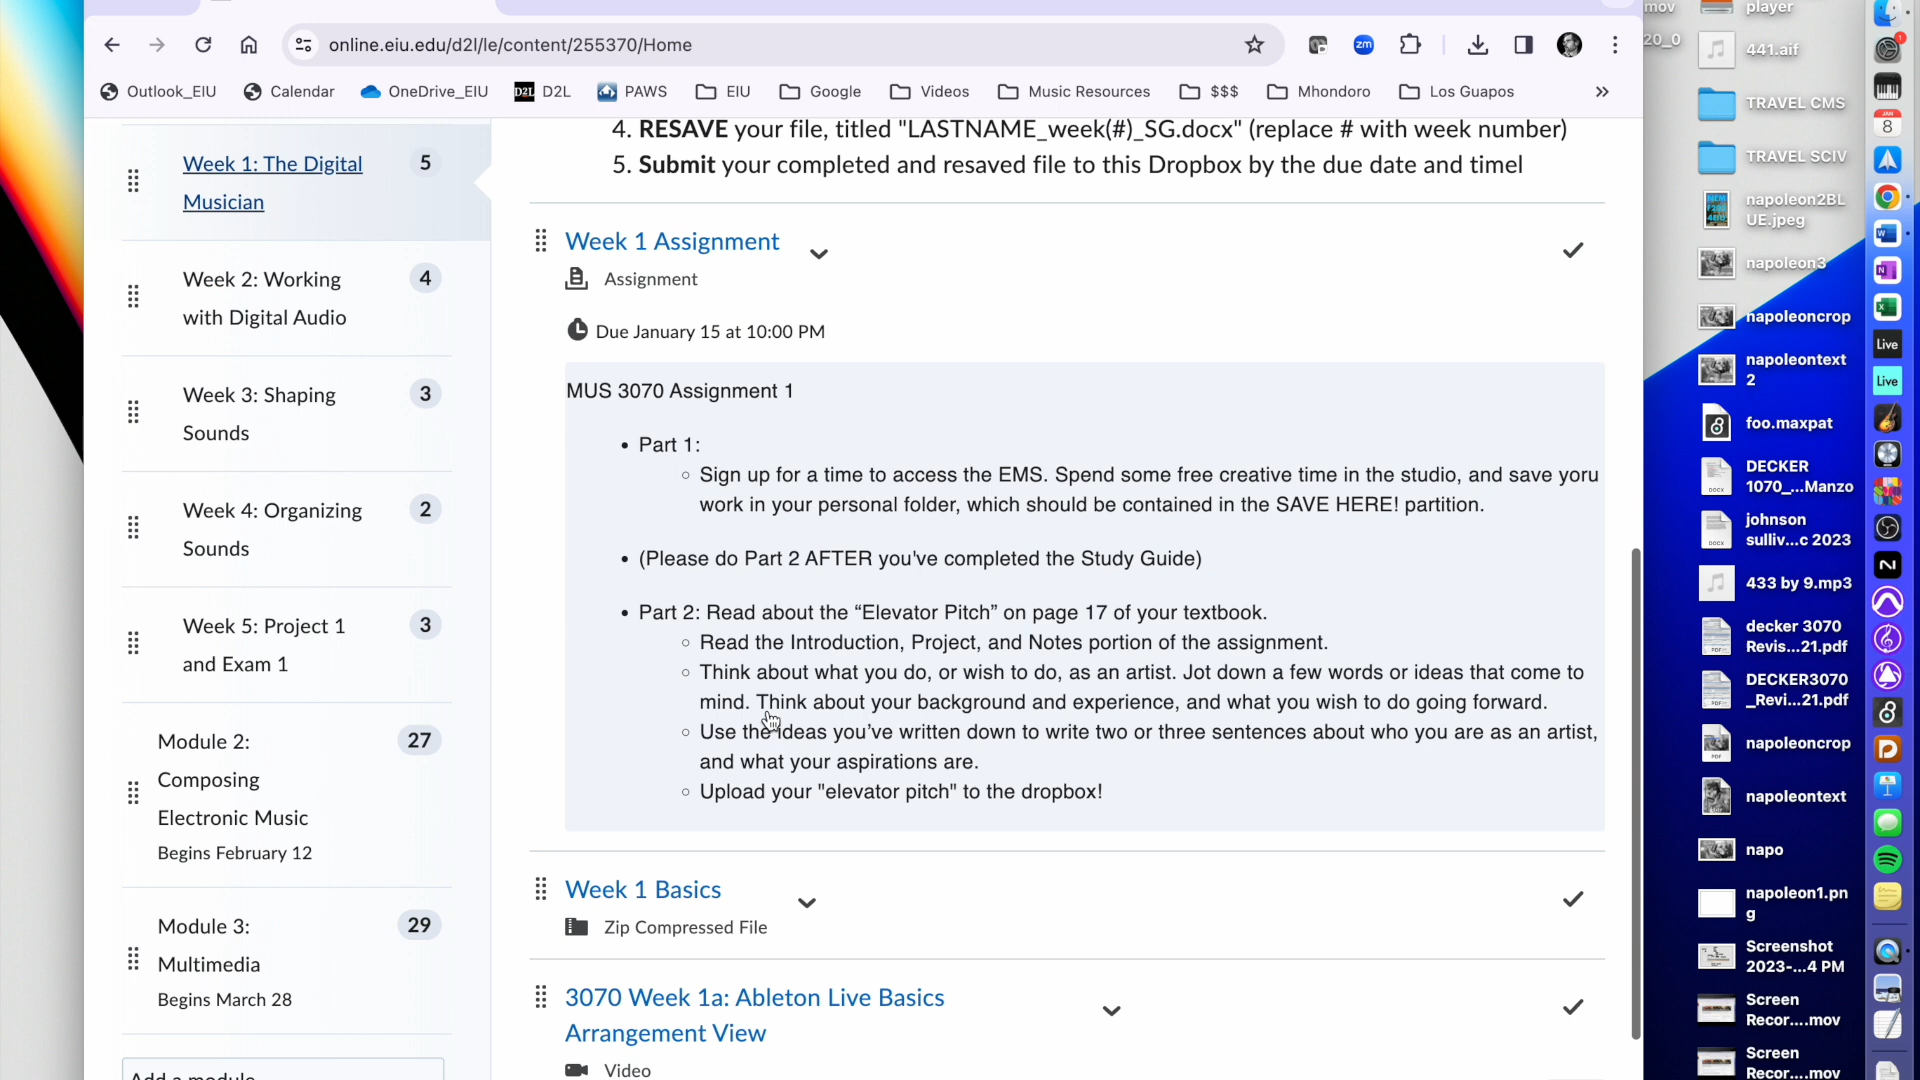 online.eiu.edu/d2l/le/content/255370/Home
zm
Outlook_EIU
Calendar
OneDrive_EIU
D2L D2L
PAWS
EIU
Google
Videos
Music Resources
$$$
Mhondoro
Los Guapos
»
Week 1: The Digital
Musician
5
Week 2: Working
with Digital Audio
4
Week 3: Shaping
Sounds
3
Week 4: Organizing
Sounds
2
Week 5: Project 1
and Exam 1
3
Module 2:
Composing
Electronic Music
Begins February 12
27
Module 3:
Multimedia
Begins March 28
29
Add a module
4. RESAVE your file, titled "LASTNAME_week(#)_SG.docx" (replace # with week number)
5. Submit your completed and resaved file to this Dropbox by the due date and timel
Week 1 Assignment
Assignment
Due January 15 at 10:00 PM
MUS 3070 Assignment 1
• Part 1:
◦ Sign up for a time to access the EMS. Spend some free creative time in the studio, and save yoru
work in your personal folder, which should be contained in the SAVE HERE! partition.
• (Please do Part 2 AFTER you've completed the Study Guide)
• Part 2: Read about the “Elevator Pitch” on page 17 of your textbook.
◦ Read the Introduction, Project, and Notes portion of the assignment.
◦ Think about what you do, or wish to do, as an artist. Jot down a few words or ideas that come to
mind. Think about your background and experience, and what you wish to do going forward.
◦ Use the ideas you’ve written down to write two or three sentences about who you are as an artist,
and what your aspirations are.
◦ Upload your "elevator pitch" to the dropbox!
Week 1 Basics
Zip Compressed File
3070 Week 1a: Ableton Live Basics
Arrangement View
Video
mov
20_0
player
441.aif
TRAVEL CMS
TRAVEL SCIV
napoleon2BL
UE.jpeg
napoleon3
napoleoncrop
napoleontext
2
foo.maxpat
DECKER
1070_...Manzo
johnson
sulliv...c 2023
433 by 9.mp3
decker 3070
Revis...21.pdf
DECKER3070
_Revi...21.pdf
napoleoncrop
napoleontext
napo
napoleon1.pn
g
Screenshot
2023-...4 PM
Screen
Recor....mov
Screen
Recor....mov
DOCX
DOCX
PDF
PDF
PDF
1
JAN
8
Live
Live